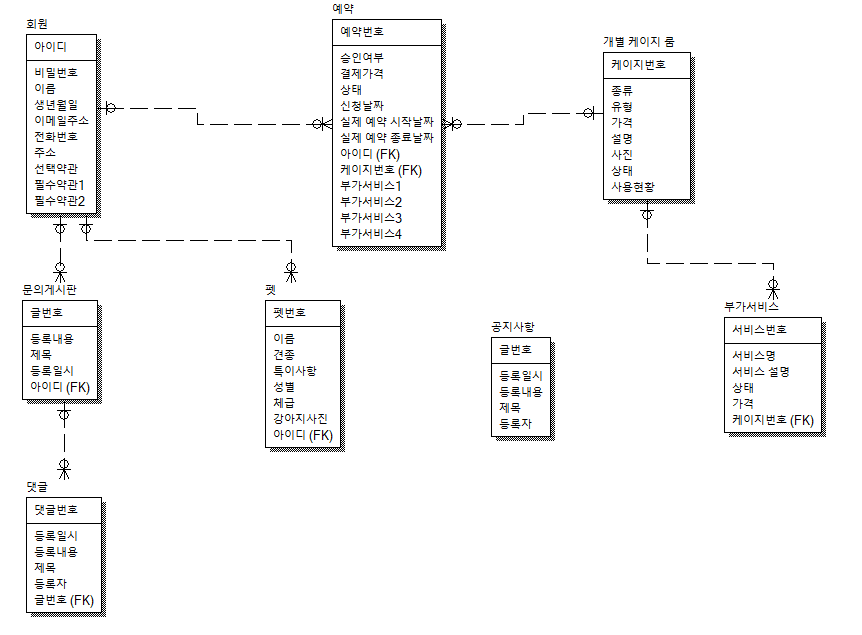 회원
아이디
비밀번호
이름
생년월일
이메일주소
전화번호
주소
선택약관
필수약관1
필수약관2
예약
예약번호
승인여부
결제가격
상태
신청날짜
실제 예약 시작날짜
실제 예약 종료날짜
아이디 (FK)
케이지번호 (FK)
부가서비스1
부가서비스2
부가서비스3
부가서비스4
개별 케이지 룸
케이지번호
종류
유형
가격
설명
사진
상태
사용현황
문의게시판
글번호
등록내용
제목
등록일시
아이디 (FK)
펫
펫번호
이름
견종
특이사항
성별
체급
강아지사진
아이디 (FK)
공지사항
글번호
등록일시
등록내용
제목
등록자
부가서비스
서비스번호
서비스명
서비스 설명
상태
가격
케이지번호 (FK)
댓글
댓글번호
등록일시
등록내용
제목
등록자
글번호 (FK)